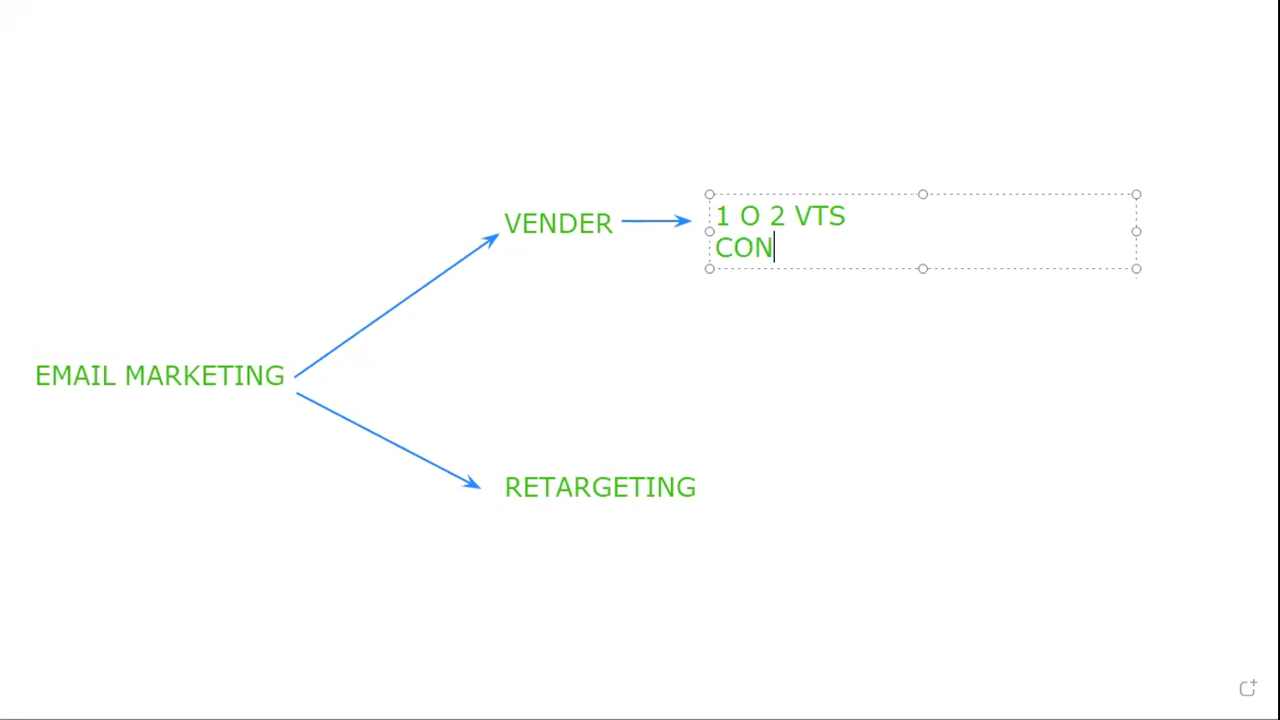 VENDER
1 O 2 VTS
CON
EMAIL MARKETING
RETARGETING